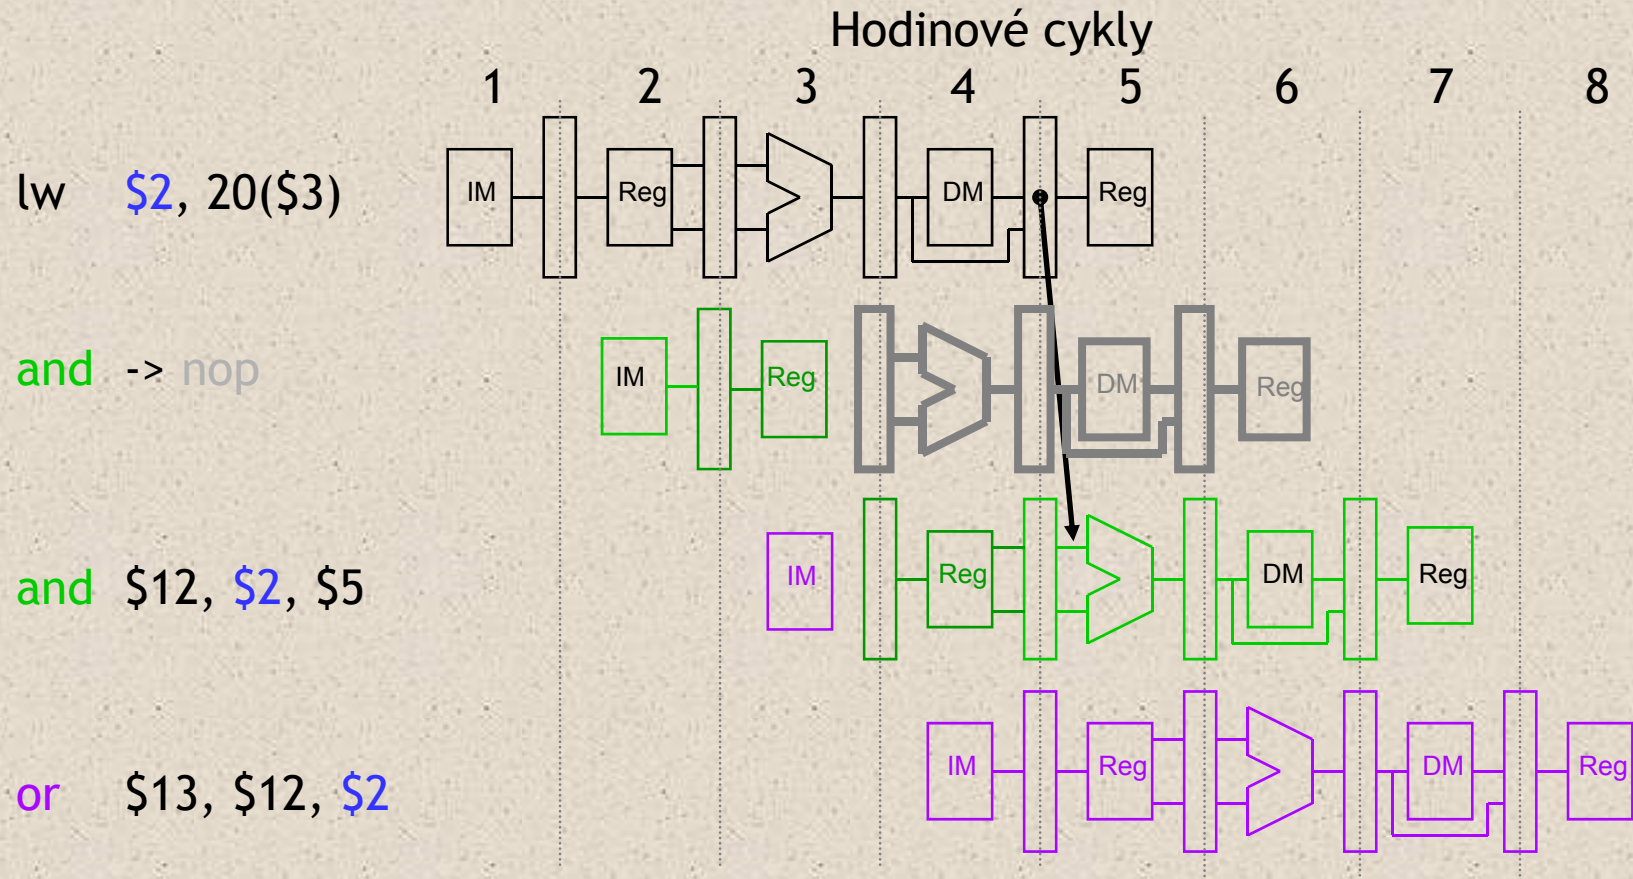 Hodinové cykly
1 2 3 4 5 6 7 8
lw $2, 20($3) IM Reg DM Reg
and -> nop IM Reg DM Reg
and $12, $2, $5 IM Reg DM Reg
or $13, $12, $2 IM Reg DM Reg